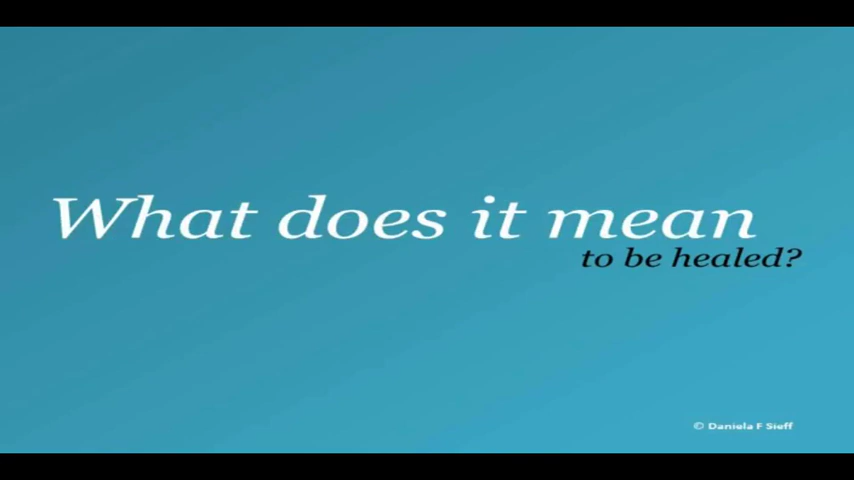 What does it mean
to be healed?
© Daniela F Sieff